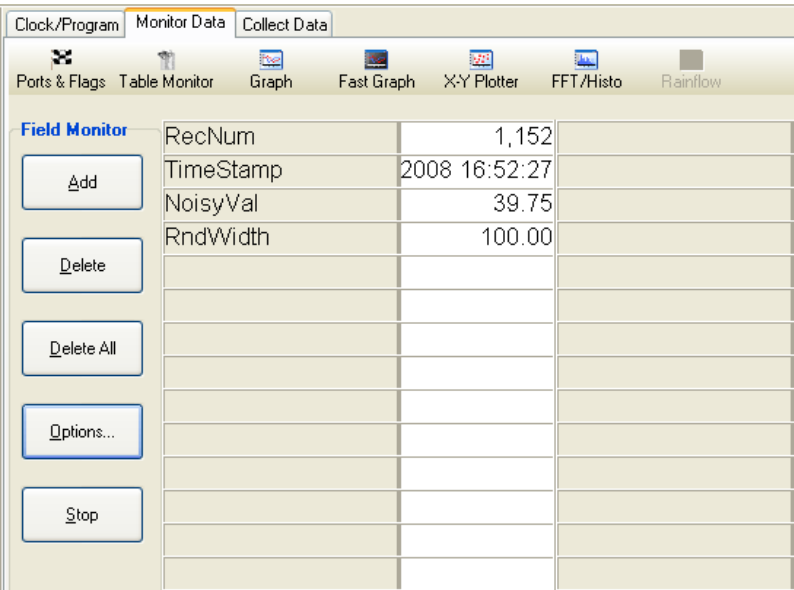 Clock/Program Monitor Data Collect Data
Ports & Flags Table Monitor Graph Fast Graph X-Y Plotter FFT/Histo Rainflow
Field Monitor
RecNum 1,152
Add
TimeStamp 2008 16:52:27
NoisyVal 39.75
RndWidth 100.00
Delete
Delete All
Options...
Stop